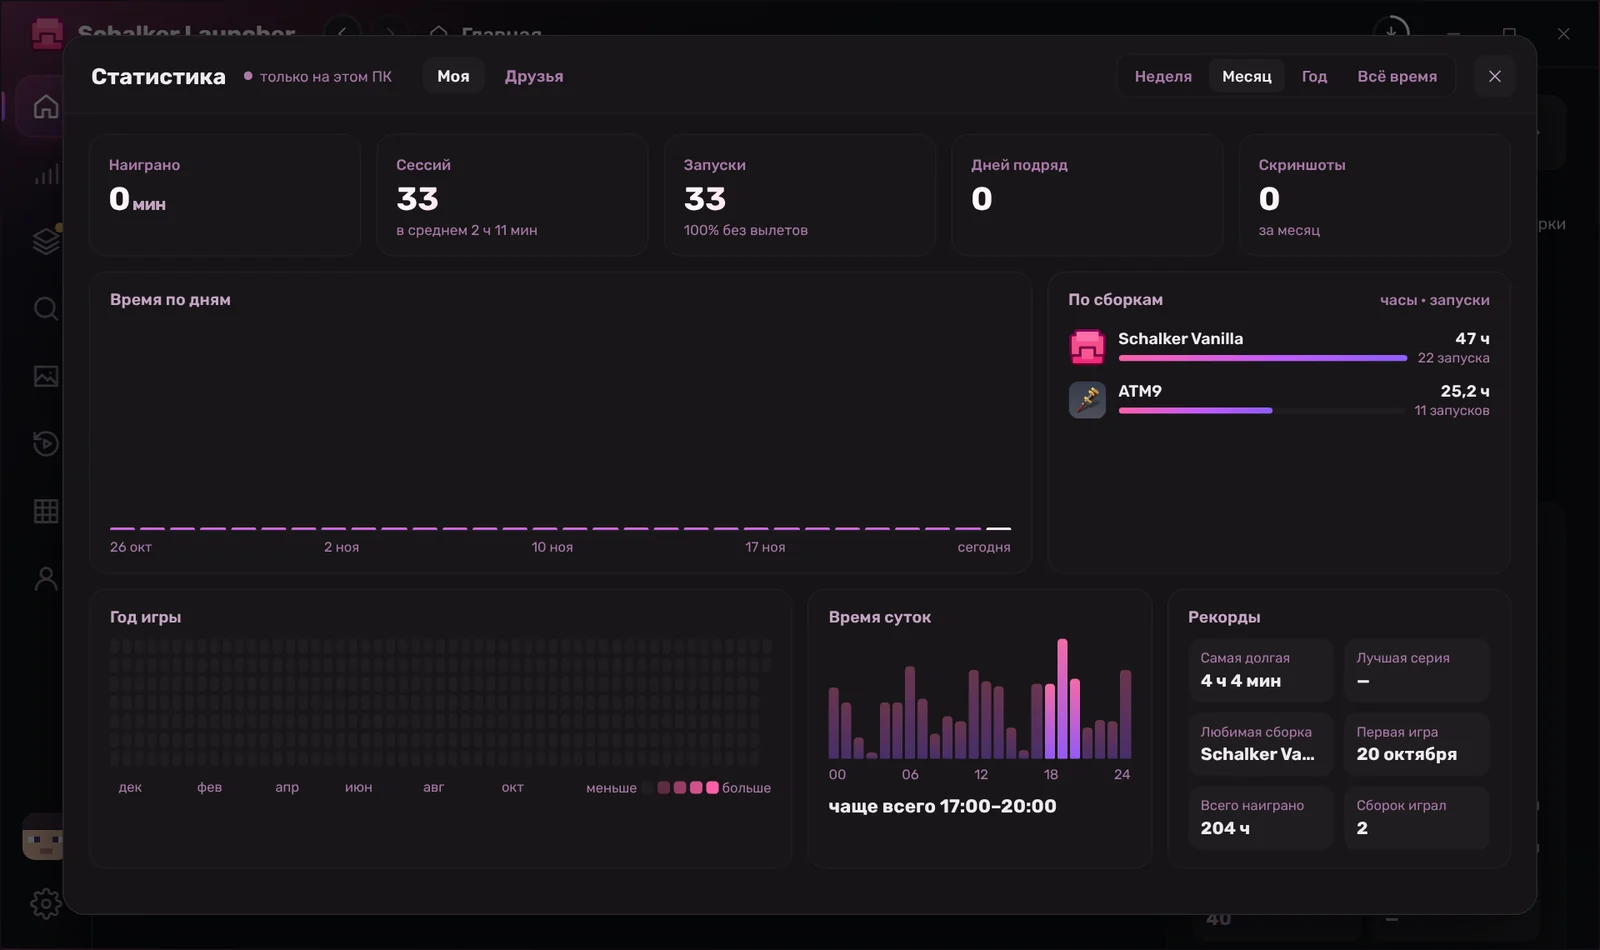 Schalker Launcher
Главная
Статистика
только на этом ПК
Моя
Друзья
Неделя
Месяц
Год
Всё время
Наиграно
0 мин
Сессий
33
в среднем 2 ч 11 мин
Запуски
33
100% без вылетов
Дней подряд
0
Скриншоты
0
за месяц
рки
Время по дням
26 окт
2 ноя
10 ноя
17 ноя
сегодня
По сборкам
часы • запуски
Schalker Vanilla
47 ч
22 запуска
ATM9
25,2 ч
11 запусков
Год игры
дек
фев
апр
июн
авг
окт
меньше
больше
Время суток
00
06
12
18
24
чаще всего 17:00–20:00
Рекорды
Самая долгая
4 ч 4 мин
Лучшая серия
—
Любимая сборка
Schalker Va...
Первая игра
20 октября
Всего наиграно
204 ч
Сборок играл
2
40
—